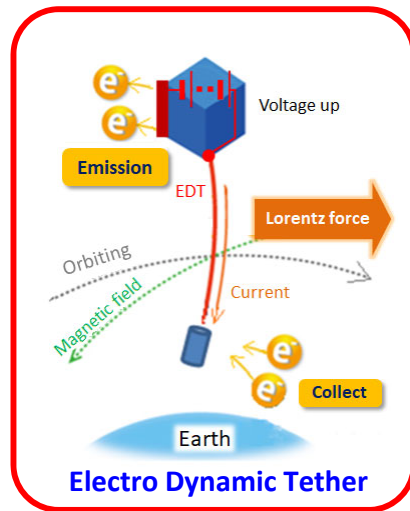 e-
Voltage up
e-
Emission
EDT
Lorentz force
Orbiting
Current
Magnetic field
e-
e-
Collect
Earth
Electro Dynamic Tether